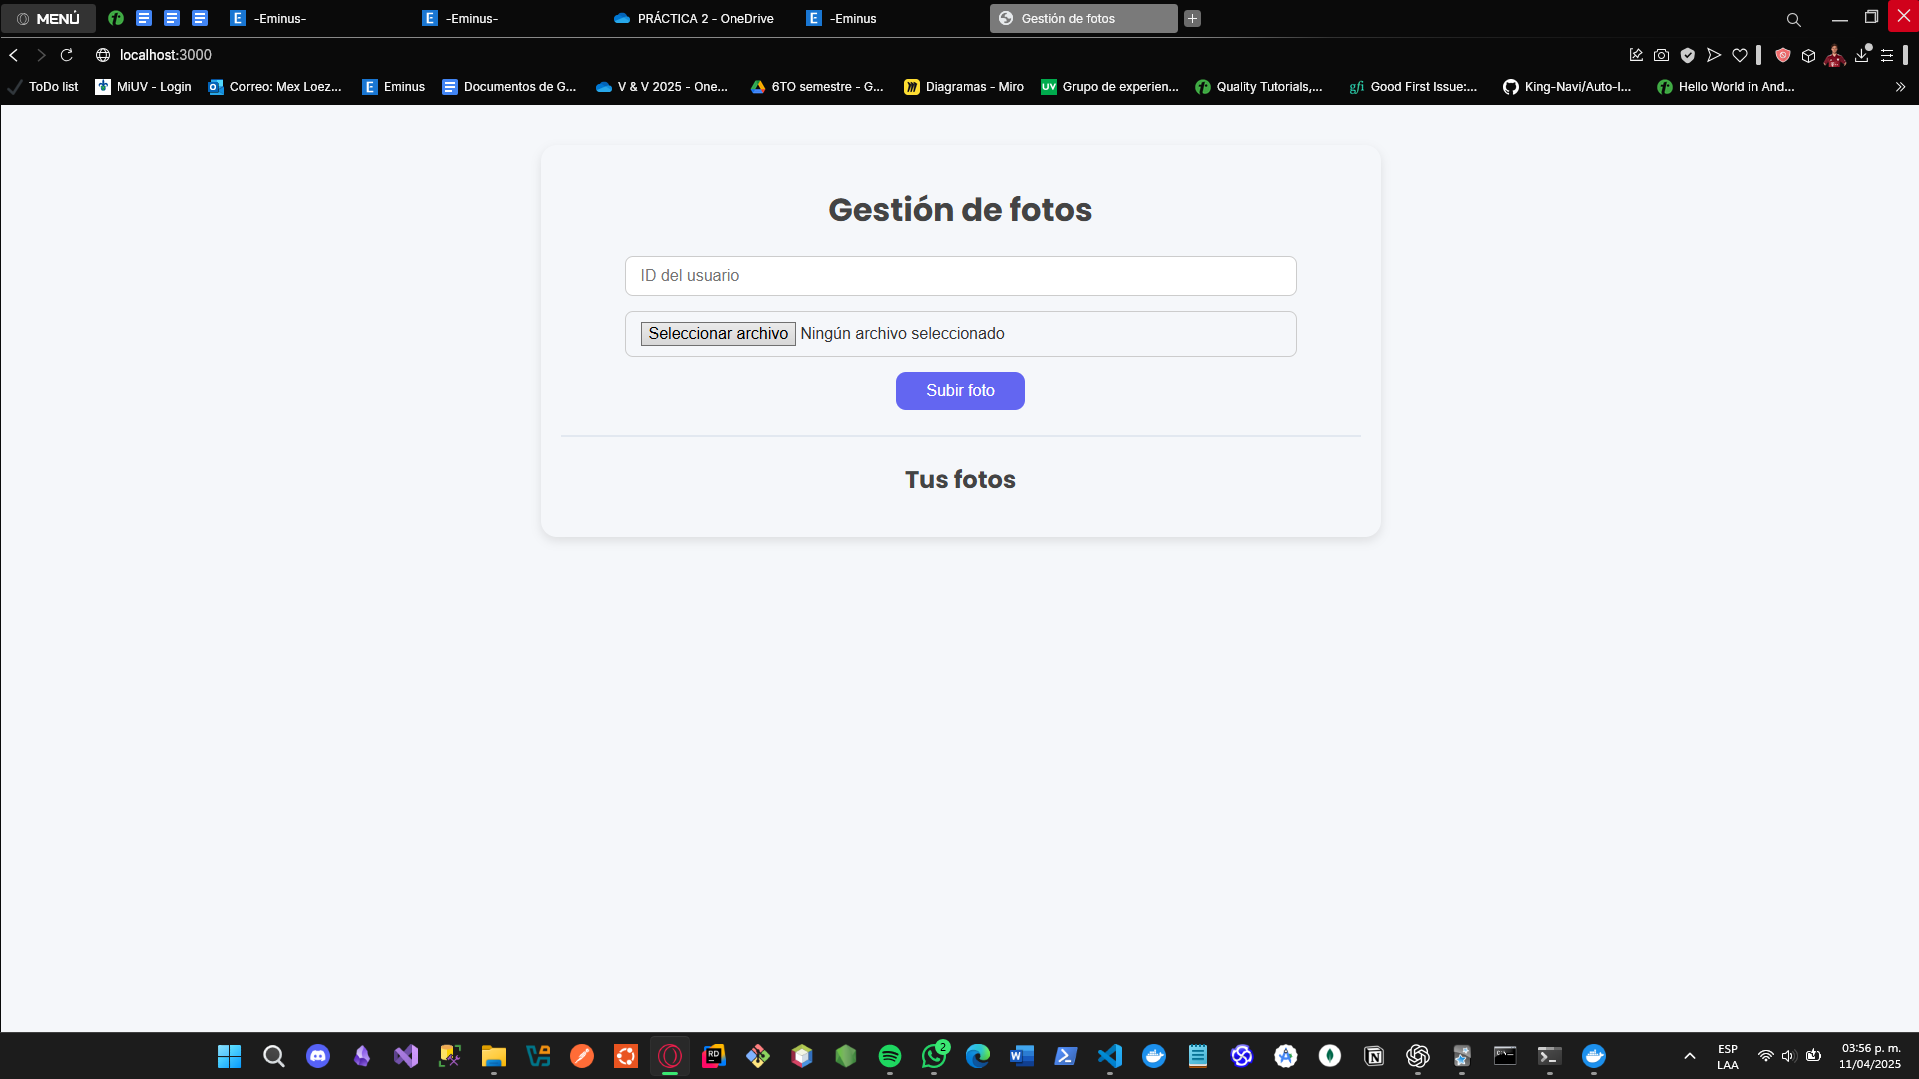 MENÚ
-Eminus-
-Eminus-
PRÁCTICA 2 - OneDrive
-Eminus
Gestión de fotos
localhost:3000
ToDo list
MiUV - Login
Correo: Mex Loez...
Eminus
Documentos de G...
V & V 2025 - One...
6TO semestre - G...
Diagramas - Miro
UV
Grupo de experien...
Quality Tutorials,...
gfi
Good First Issue:...
King-Navi/Auto-I...
Hello World in And...
Gestión de fotos
ID del usuario
Seleccionar archivo Ningún archivo seleccionado
Subir foto
Tus fotos
2
ESP
LAA
03:56 p. m.
11/04/2025